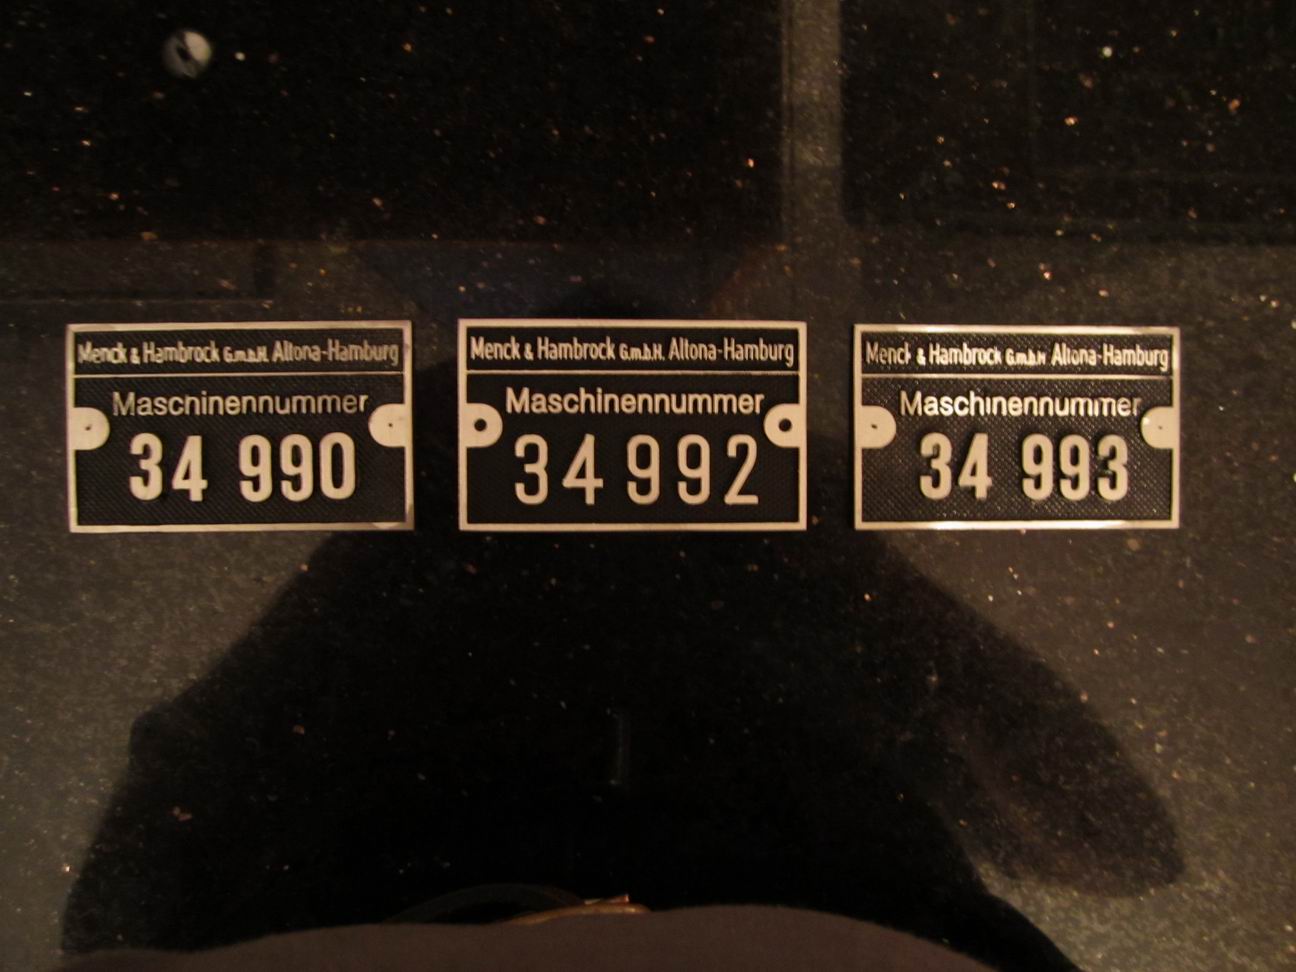 Menck & Hambrock G.m.b.H. Altona-Hamburg
Maschinennummer
34 990
Menck & Hambrock G.m.b.H. Altona-Hamburg
Maschinennummer
34992
Menck & Hambrock G.m.b.H Altona-Hamburg
Maschinennummer
34 993